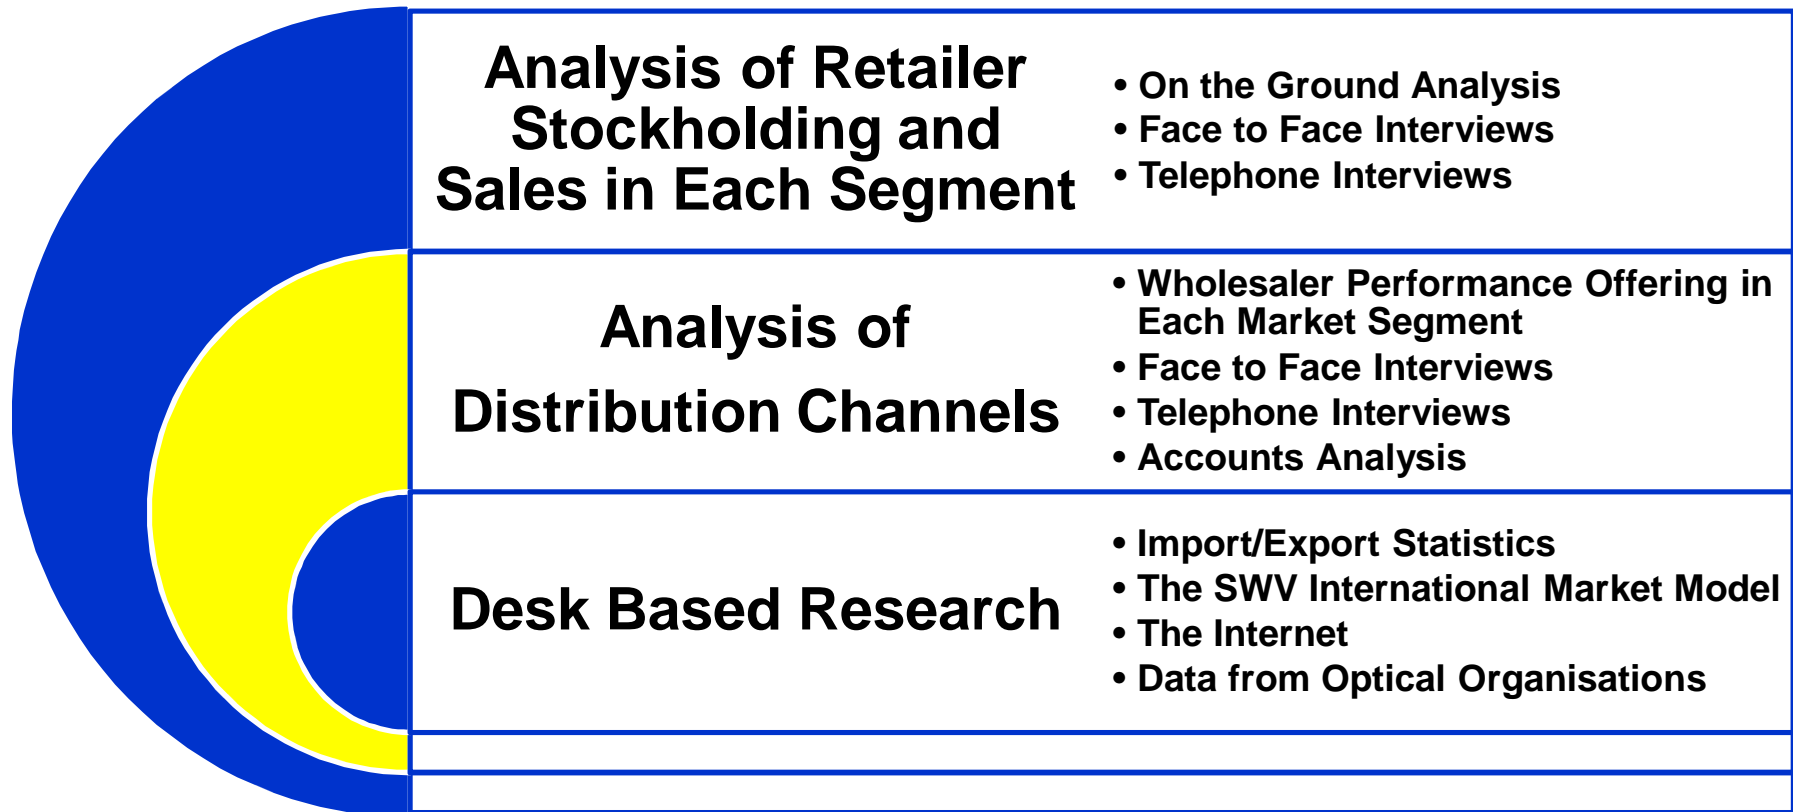 Analysis of Retailer
Stockholding and
Sales in Each Segment
• On the Ground Analysis
• Face to Face Interviews
• Telephone Interviews
Analysis of
Distribution Channels
• Wholesaler Performance Offering in
Each Market Segment
• Face to Face Interviews
• Telephone Interviews
• Accounts Analysis
Desk Based Research
• Import/Export Statistics
• The SWV International Market Model
• The Internet
• Data from Optical Organisations